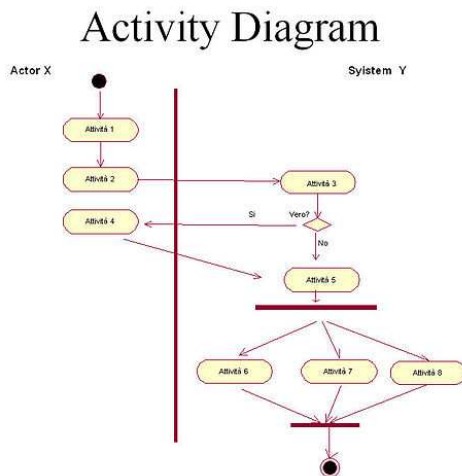 Activity Diagram
Actor X
Syistem Y
Attività 1
Attività 2
Attività 3
Attività 4
Si
Vero?
No
Attività 5
Attività 6
Attività 7
Attività 8